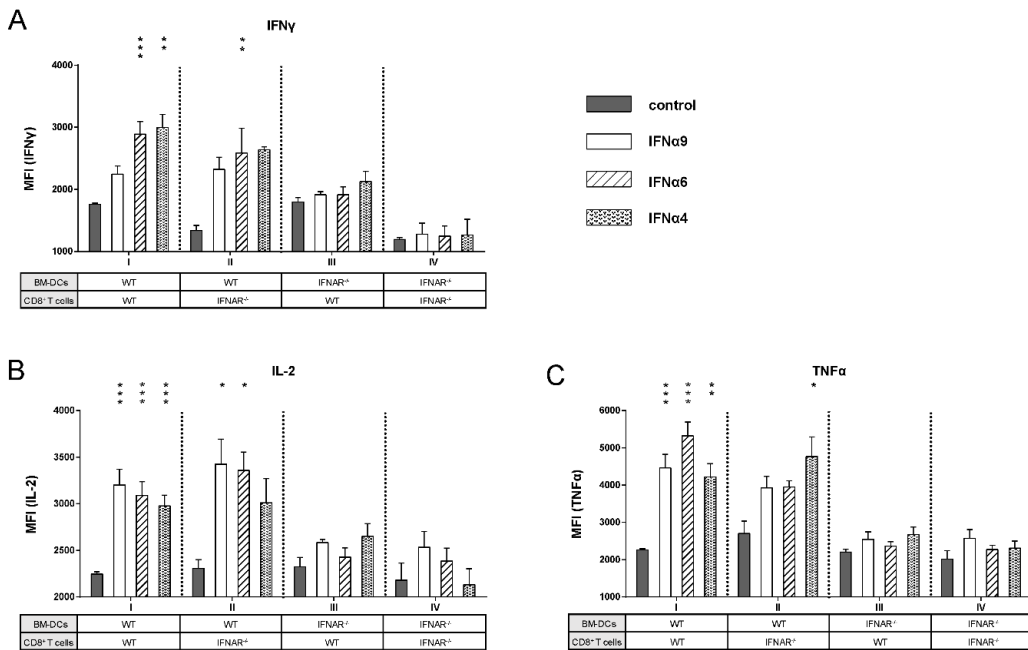 A
IFNγ
*** ** **
4000
3000
2000
1000
MFI (IFNγ)
I II III IV
BM-DCs WT WT IFNAR-/- IFNAR-/-
CD8+ T cells WT IFNAR-/- WT IFNAR-/-
control
IFNα9
IFNα6
IFNα4
B
IL-2
*** *** *** * *
4000
3500
3000
2500
2000
MFI (IL-2)
I II III IV
BM-DCs WT WT IFNAR-/- IFNAR-/-
CD8+ T cells WT IFNAR-/- WT IFNAR-/-
C
TNFα
*** *** ** *
6000
5000
4000
3000
2000
1000
MFI (TNFα)
I II III IV
BM-DCs WT WT IFNAR-/- IFNAR-/-
CD8+ T cells WT IFNAR-/- WT IFNAR-/-